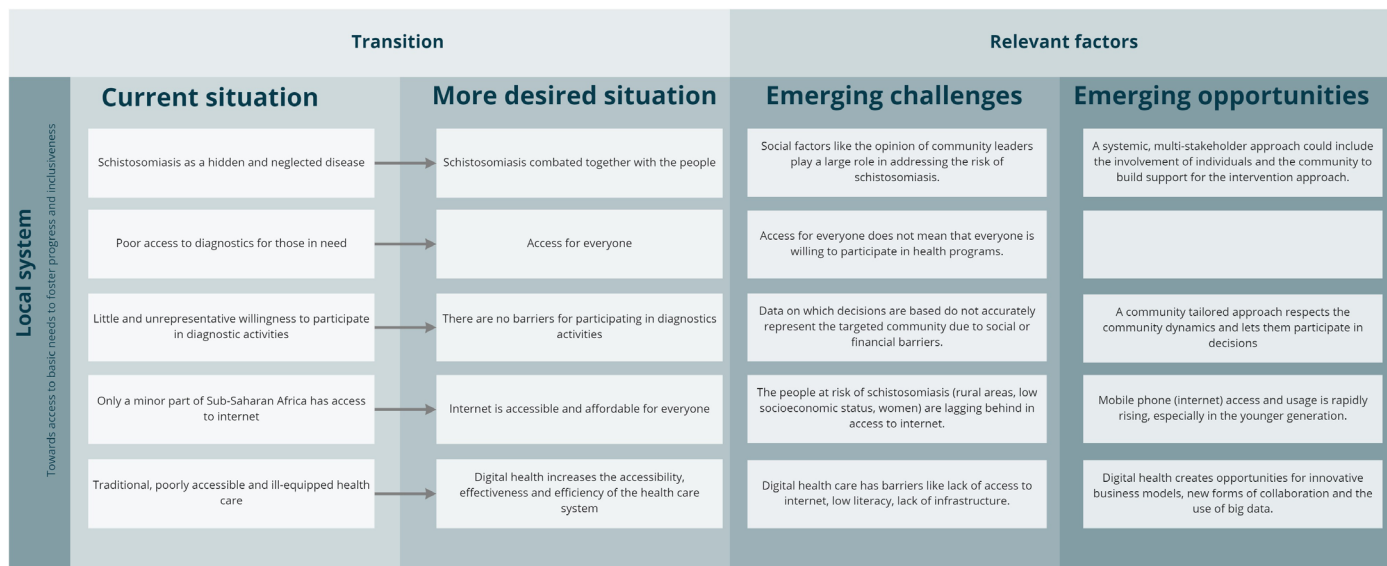 Transition
Relevant factors
Local system
Towards access to basic needs to foster progress and inclusiveness
Current situation
More desired situation
Emerging challenges
Emerging opportunities
Schistosomiasis as a hidden and neglected disease
Schistosomiasis combated together with the people
Social factors like the opinion of community leaders
play a large role in addressing the risk of
schistosomiasis.
A systemic, multi-stakeholder approach could include
the involvement of individuals and the community to
build support for the intervention approach.
Poor access to diagnostics for those in need
Access for everyone
Access for everyone does not mean that everyone is
willing to participate in health programs.
Little and unrepresentative willingness to participate
in diagnostic activities
There are no barriers for participating in diagnostics
activities
Data on which decisions are based do not accurately
represent the targeted community due to social or
financial barriers.
A community tailored approach respects the
community dynamics and lets them participate in
decisions
Only a minor part of Sub-Saharan Africa has access
to internet
Internet is accessible and affordable for everyone
The people at risk of schistosomiasis (rural areas, low
socioeconomic status, women) are lagging behind in
access to internet.
Mobile phone (internet) access and usage is rapidly
rising, especially in the younger generation.
Traditional, poorly accessible and ill-equipped health
care
Digital health increases the accessibility,
effectiveness and efficiency of the health care
system
Digital health care has barriers like lack of access to
internet, low literacy, lack of infrastructure.
Digital health creates opportunities for innovative
business models, new forms of collaboration and the
use of big data.